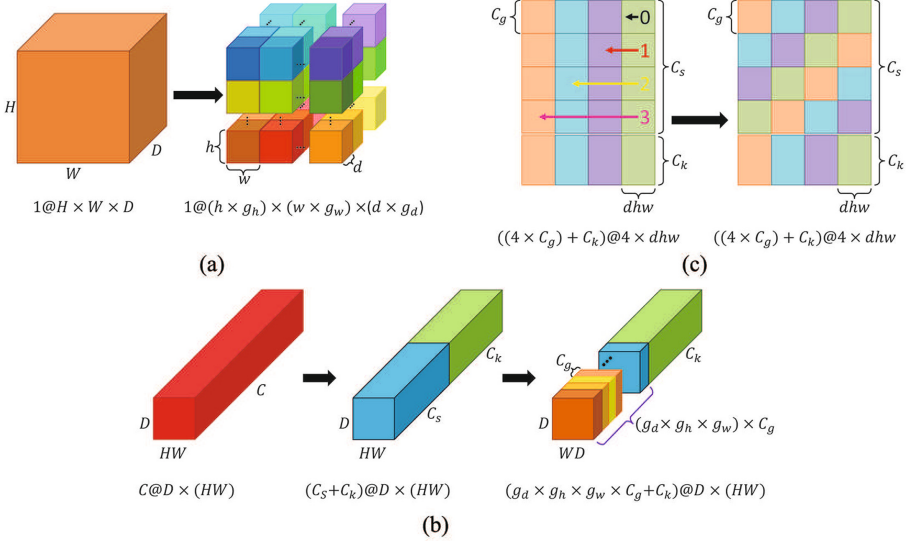 H
W
D
h
w
d
1@H × W × D
1@(h × g_h) × (w × g_w) × (d × g_d)
(a)
C_g
0
1
2
3
C_s
C_k
dhw
((4 × C_g) + C_k)@4 × dhw
C_g
C_s
C_k
dhw
((4 × C_g) + C_k)@4 × dhw
(c)
D
HW
C
C@D × (HW)
D
HW
C_s
C_k
(C_S+C_k)@D × (HW)
C_g
C_k
D
WD
(g_d × g_h × g_w) × C_g
(g_d × g_h × g_w × C_g+C_k)@D × (HW)
(b)